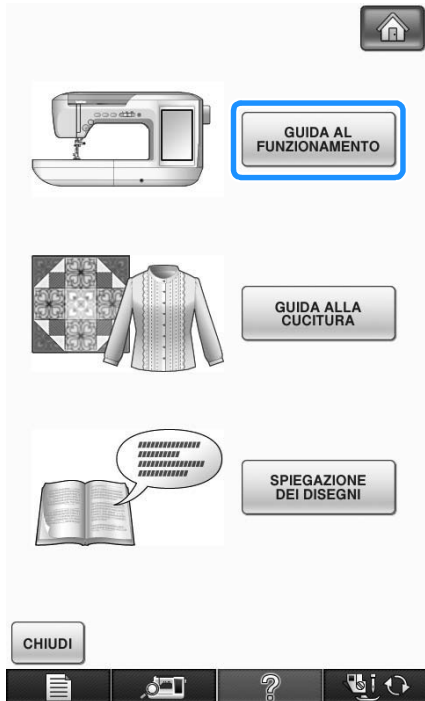 GUIDA AL
FUNZIONAMENTO
GUIDA ALLA
CUCITURA
SPIEGAZIONE
DEI DISEGNI
CHIUDI
?